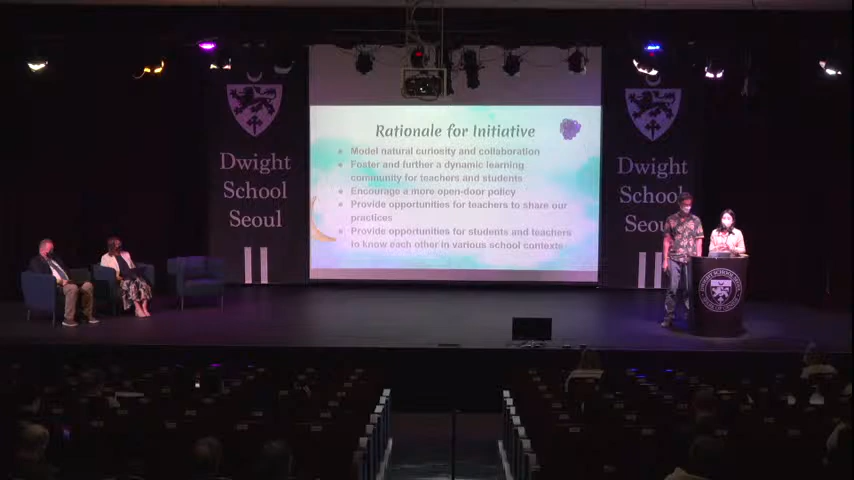 Rationale for Initiative
Model natural curiosity and collaboration
Foster and further a dynamic learning
community for teachers and students
Encourage a more open-door policy
Provide opportunities for teachers to share our
practices
Provide opportunities for students and teachers
to know each other in various school contexts
Dwight
School
Seoul
Dwight
School
Seou